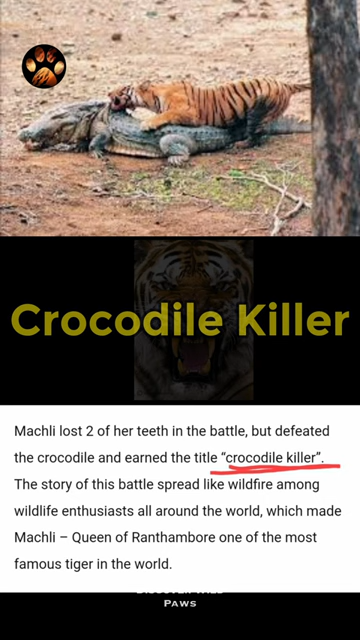 Crocodile Killer
Machli lost 2 of her teeth in the battle, but defeated
the crocodile and earned the title “crocodile killer”.
The story of this battle spread like wildfire among
wildlife enthusiasts all around the world, which made
Machli – Queen of Ranthambore one of the most
famous tiger in the world.
PAWS